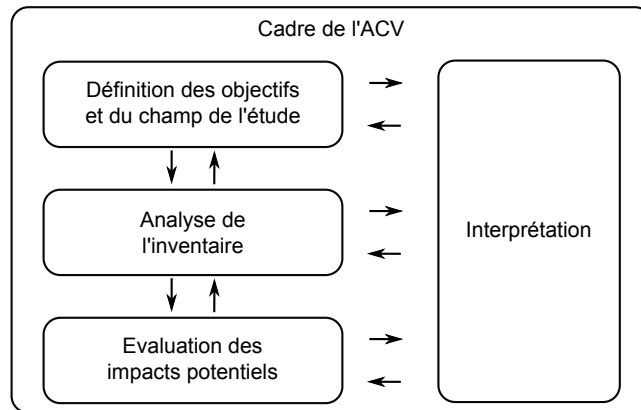 Cadre de l'ACV
Définition des objectifs
et du champ de l'étude
Analyse de
l'inventaire
Interprétation
Evaluation des
impacts potentiels